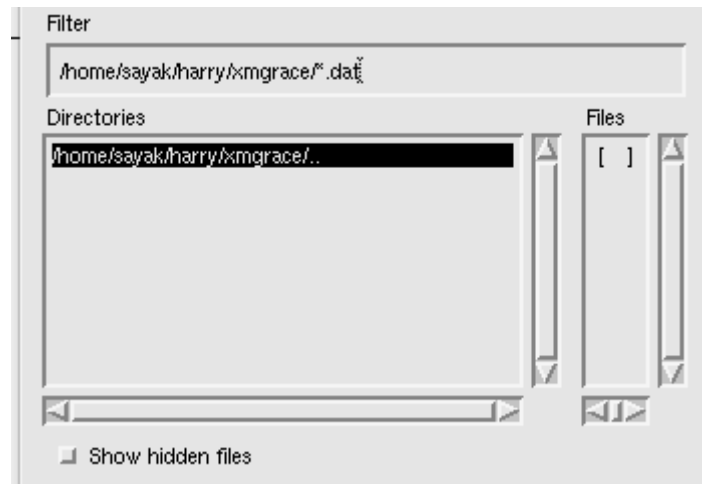 Filter
/home/sayak/harry/xmgrace/*.dat
Directories
Files
/home/sayak/harry/xmgrace/..
[ ]
Show hidden files